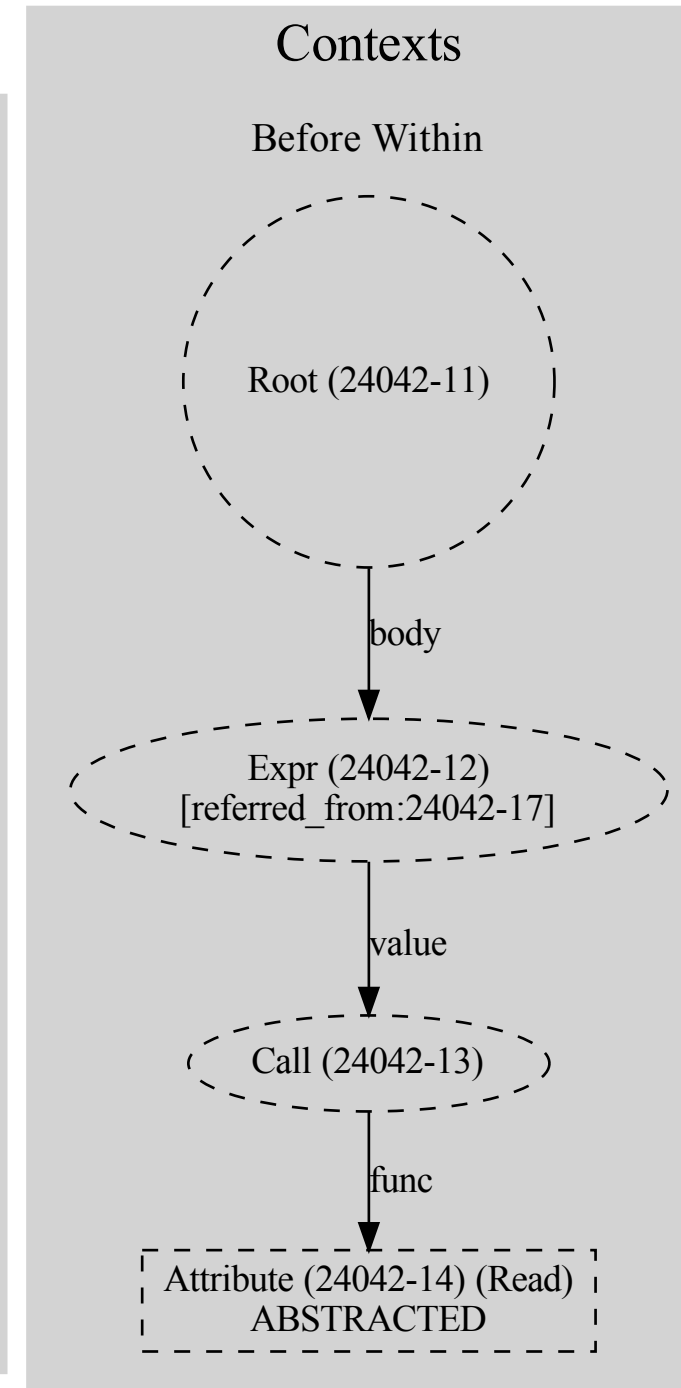 Contexts
Before Within
Root (24042-11)
body
Expr (24042-12)
[referred_from:24042-17]
value
Call (24042-13)
func
Attribute (24042-14) (Read)
ABSTRACTED